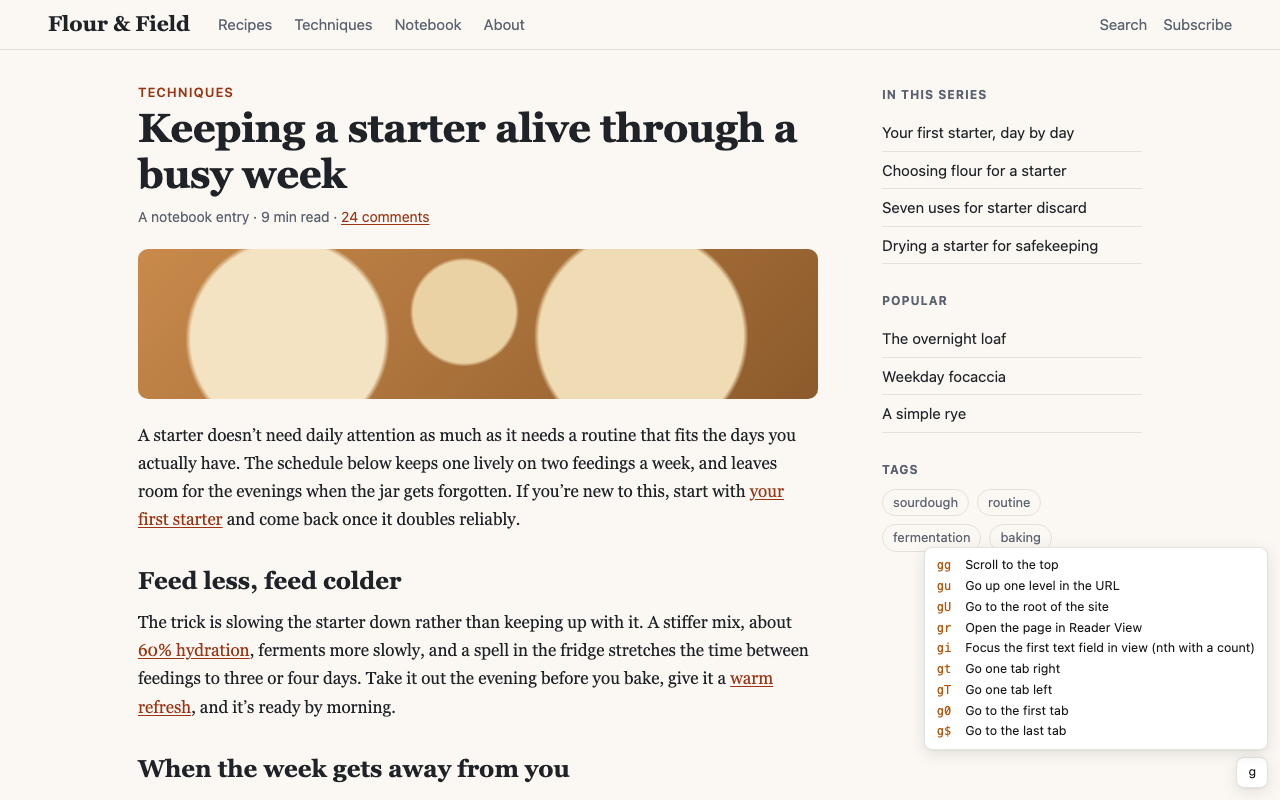 Flour & Field
Recipes
Techniques
Notebook
About
Search
Subscribe
TECHNIQUES
Keeping a starter alive through a
busy week
A notebook entry · 9 min read · 24 comments
A starter doesn’t need daily attention as much as it needs a routine that fits the days you
actually have. The schedule below keeps one lively on two feedings a week, and leaves
room for the evenings when the jar gets forgotten. If you’re new to this, start with your
first starter and come back once it doubles reliably.
Feed less, feed colder
The trick is slowing the starter down rather than keeping up with it. A stiffer mix, about
60% hydration, ferments more slowly, and a spell in the fridge stretches the time between
feedings to three or four days. Take it out the evening before you bake, give it a warm
refresh, and it’s ready by morning.
When the week gets away from you
IN THIS SERIES
Your first starter, day by day
Choosing flour for a starter
Seven uses for starter discard
Drying a starter for safekeeping
POPULAR
The overnight loaf
Weekday focaccia
A simple rye
TAGS
sourdough
routine
fermentation
baking
gg Scroll to the top
gu Go up one level in the URL
gU Go to the root of the site
gr Open the page in Reader View
gi Focus the first text field in view (nth with a count)
gt Go one tab right
gT Go one tab left
g0 Go to the first tab
g$ Go to the last tab
g